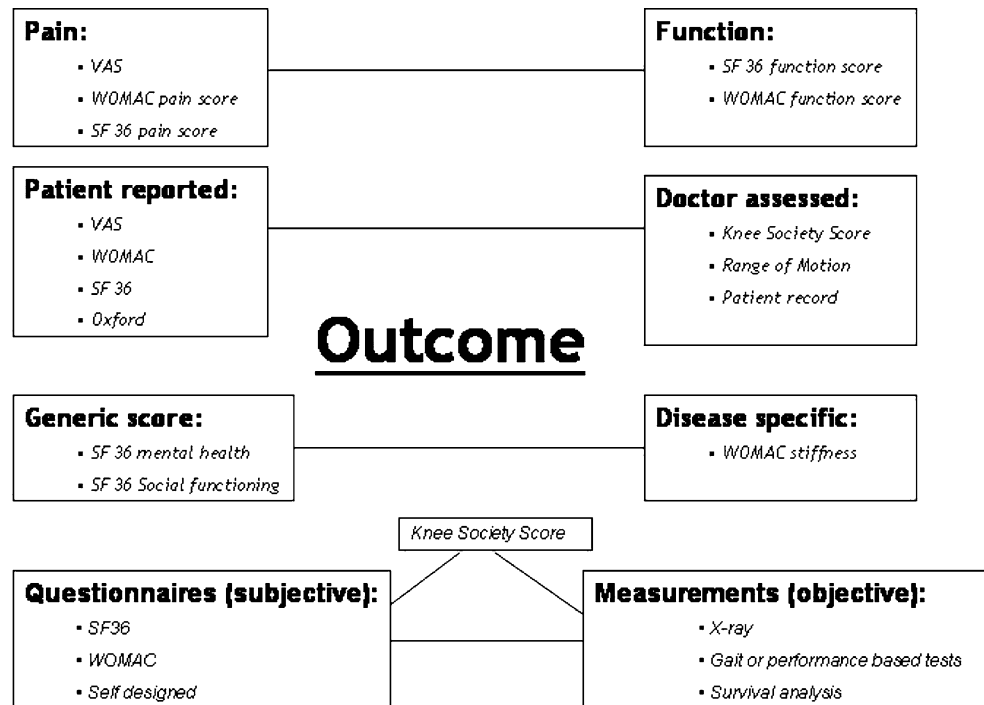 Pain:
▪ VAS
▪ WOMAC pain score
▪ SF 36 pain score
Function:
▪ SF 36 function score
▪ WOMAC function score
Patient reported:
▪ VAS
▪ WOMAC
▪ SF 36
▪ Oxford
Doctor assessed:
▪ Knee Society Score
▪ Range of Motion
▪ Patient record
Outcome
Generic score:
▪ SF 36 mental health
▪ SF 36 Social functioning
Disease specific:
▪ WOMAC stiffness
Knee Society Score
Questionnaires (subjective):
▪ SF36
▪ WOMAC
▪ Self designed
Measurements (objective):
▪ X-ray
▪ Gait or performance based tests
▪ Survival analysis